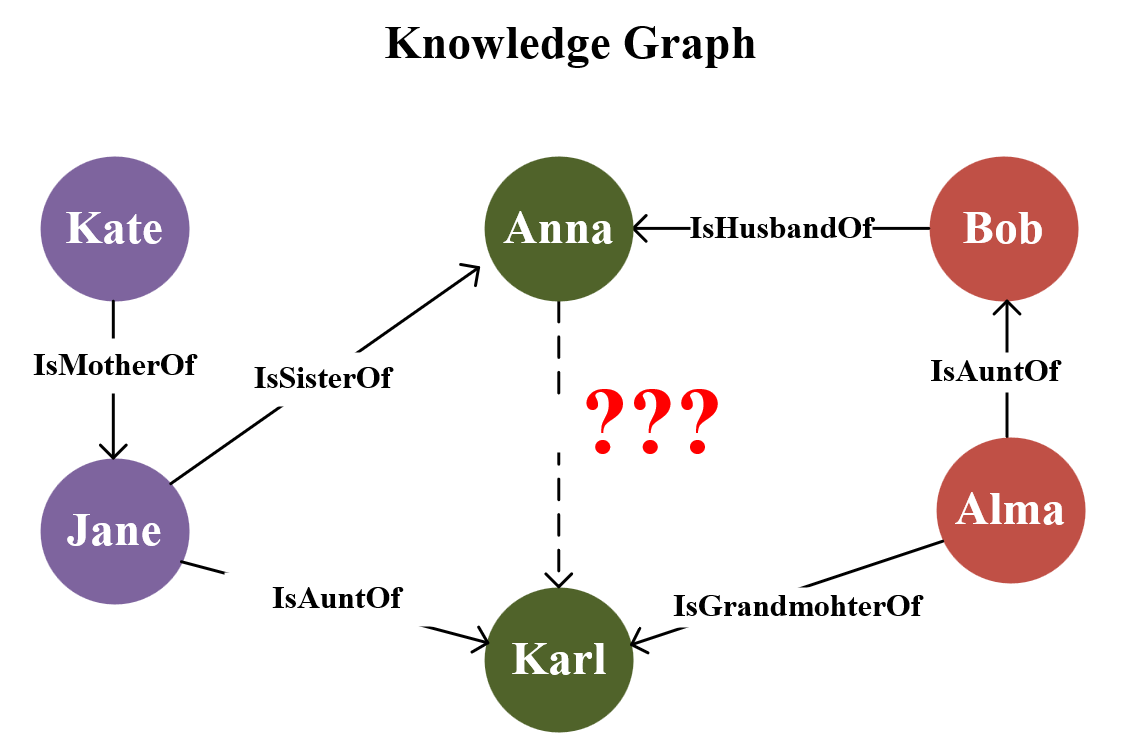 Knowledge Graph
Kate
Anna
Bob
IsHusbandOf
IsMotherOf
IsSisterOf
IsAuntOf
???
Jane
Alma
IsAuntOf
IsGrandmohterOf
Karl